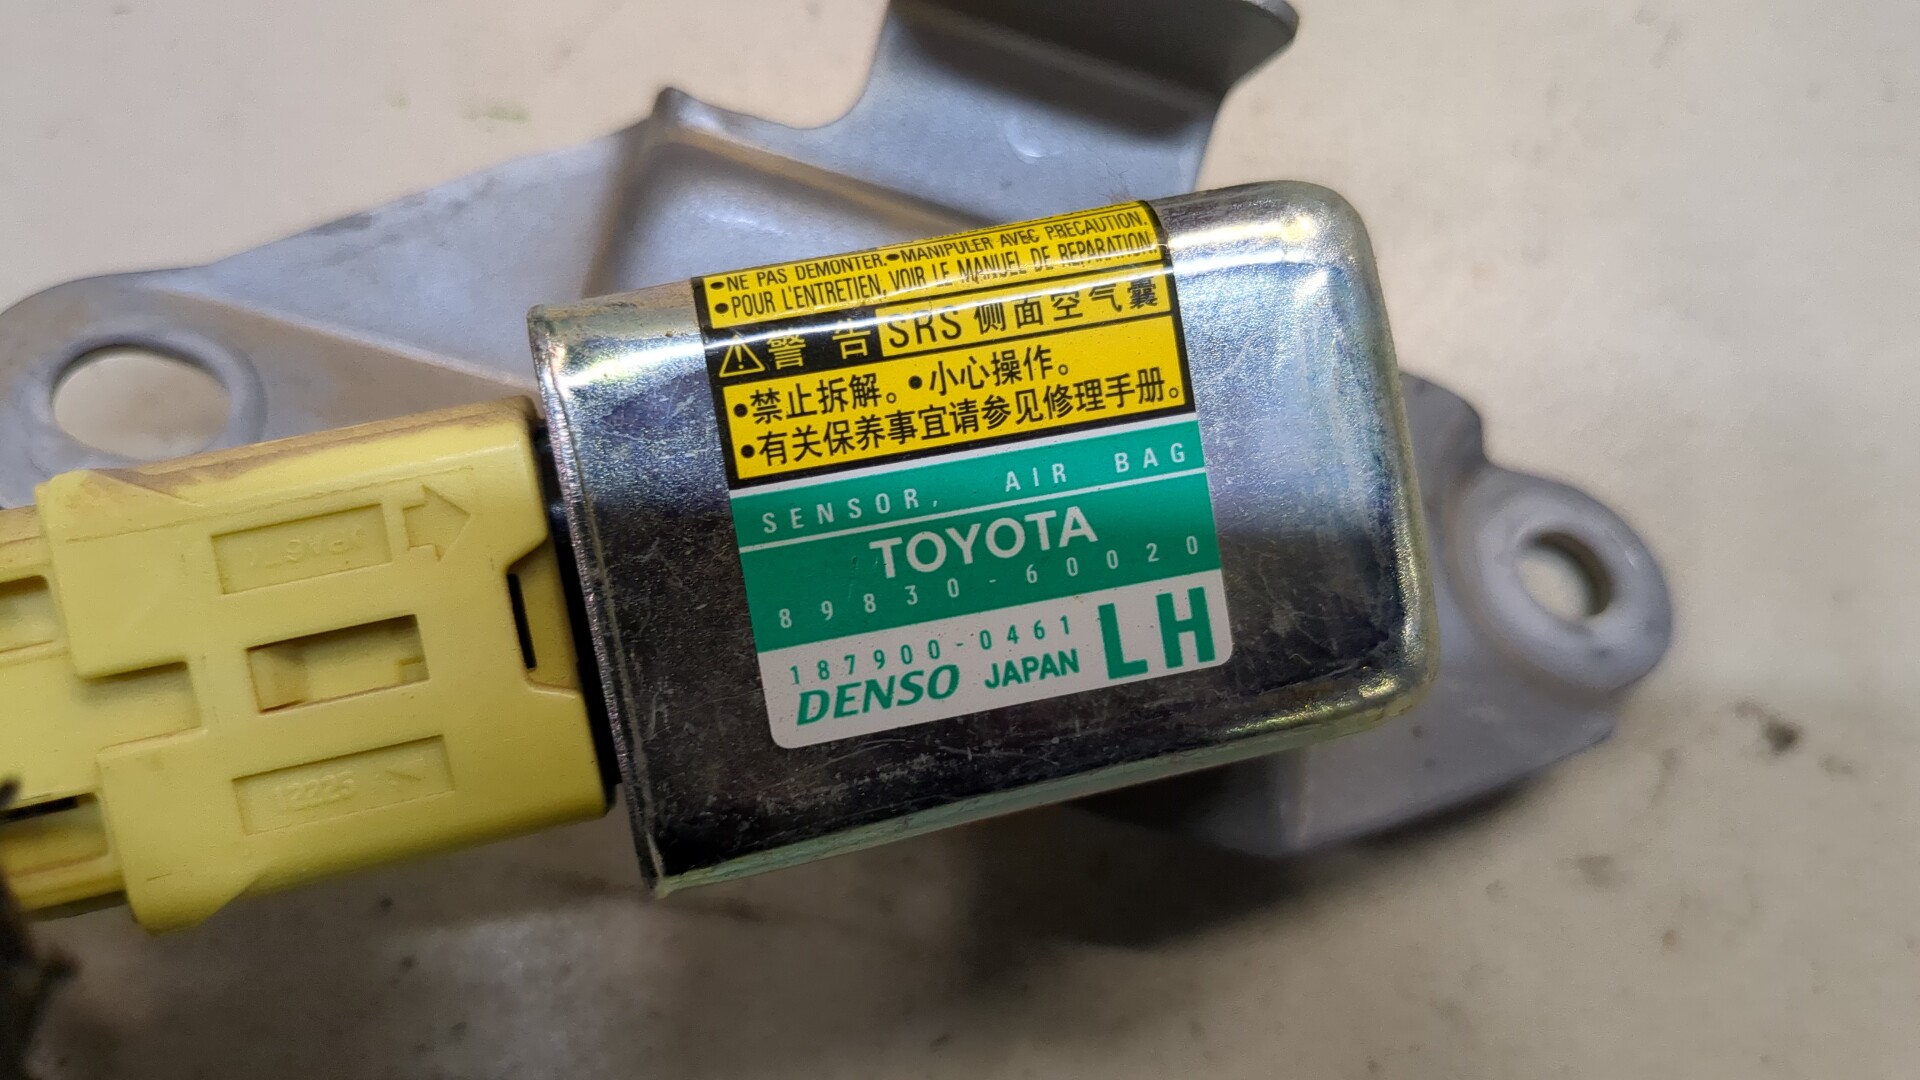 •NE PAS DEMONTER.•MANIPULER AVEC PRECAUTION.
•POUR L'ENTRETIEN, VOIR LE MANUEL DE REPARATION.
警告 SRS 侧面空气囊
•禁止拆解。•小心操作。
•有关保养事宜请参见修理手册。
SENSOR, AIR BAG
TOYOTA
89830-60020
187900-0461
DENSO JAPAN LH
12225